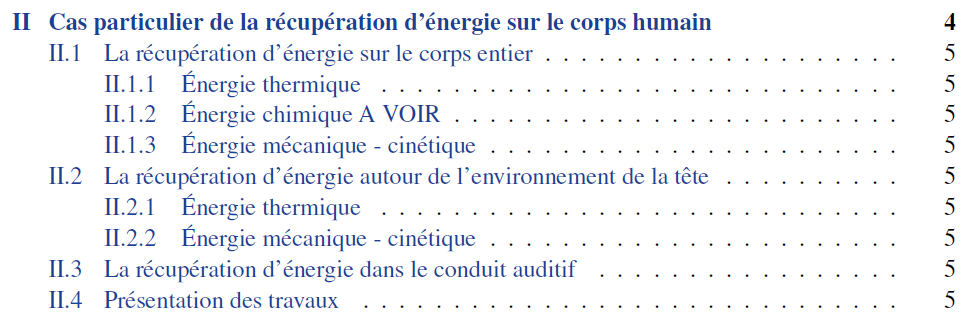 II Cas particulier de la récupération d'énergie sur le corps humain 4
II.1 La récupération d'énergie sur le corps entier . . . . . . . . . . . . . . . . . . . . 5
II.1.1 Énergie thermique . . . . . . . . . . . . . . . . . . . . . . . . . . . . . 5
II.1.2 Énergie chimique A VOIR . . . . . . . . . . . . . . . . . . . . . . . . . 5
II.1.3 Énergie mécanique - cinétique . . . . . . . . . . . . . . . . . . . . . . . 5
II.2 La récupération d'énergie autour de l'environnement de la tête . . . . . . . . . . 5
II.2.1 Énergie thermique . . . . . . . . . . . . . . . . . . . . . . . . . . . . . 5
II.2.2 Énergie mécanique - cinétique . . . . . . . . . . . . . . . . . . . . . . . 5
II.3 La récupération d'énergie dans le conduit auditif . . . . . . . . . . . . . . . . . 5
II.4 Présentation des travaux . . . . . . . . . . . . . . . . . . . . . . . . . . . . . . 5